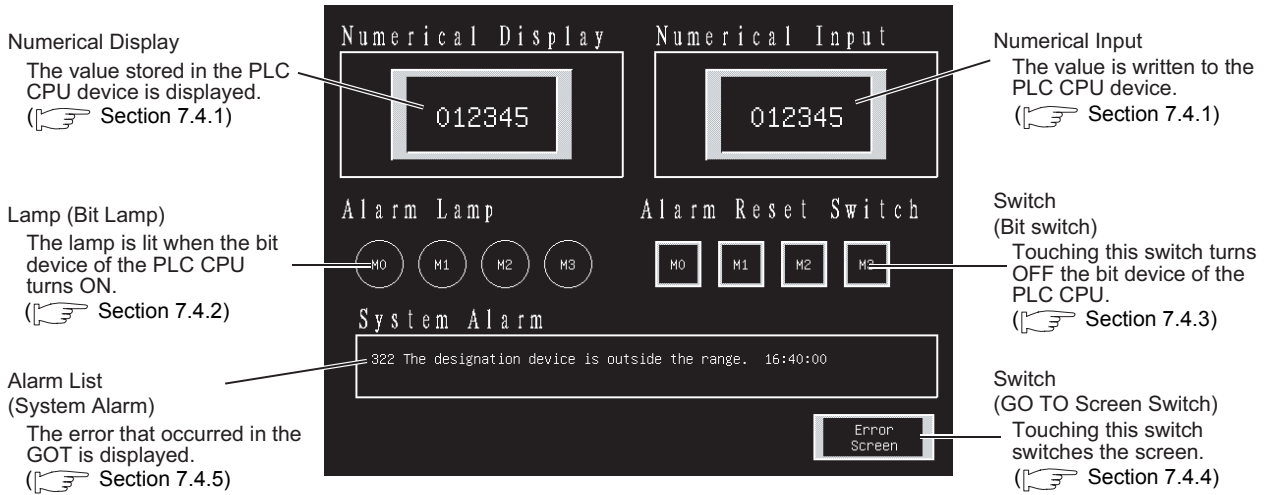 Numerical Display
The value stored in the PLC
CPU device is displayed.
( Section 7.4.1)
Lamp (Bit Lamp)
The lamp is lit when the bit
device of the PLC CPU
turns ON.
( Section 7.4.2)
Alarm List
(System Alarm)
The error that occurred in the
GOT is displayed.
( Section 7.4.5)
Numerical Display
Numerical Input
012345
012345
Alarm Lamp
Alarm Reset Switch
M0 M1 M2 M3
M0 M1 M2 M3
System Alarm
322 The designation device is outside the range. 16:40:00
Error
Screen
Numerical Input
The value is written to the
PLC CPU device.
( Section 7.4.1)
Switch
(Bit switch)
Touching this switch turns
OFF the bit device of the
PLC CPU.
( Section 7.4.3)
Switch
(GO TO Screen Switch)
Touching this switch
switches the screen.
( Section 7.4.4)